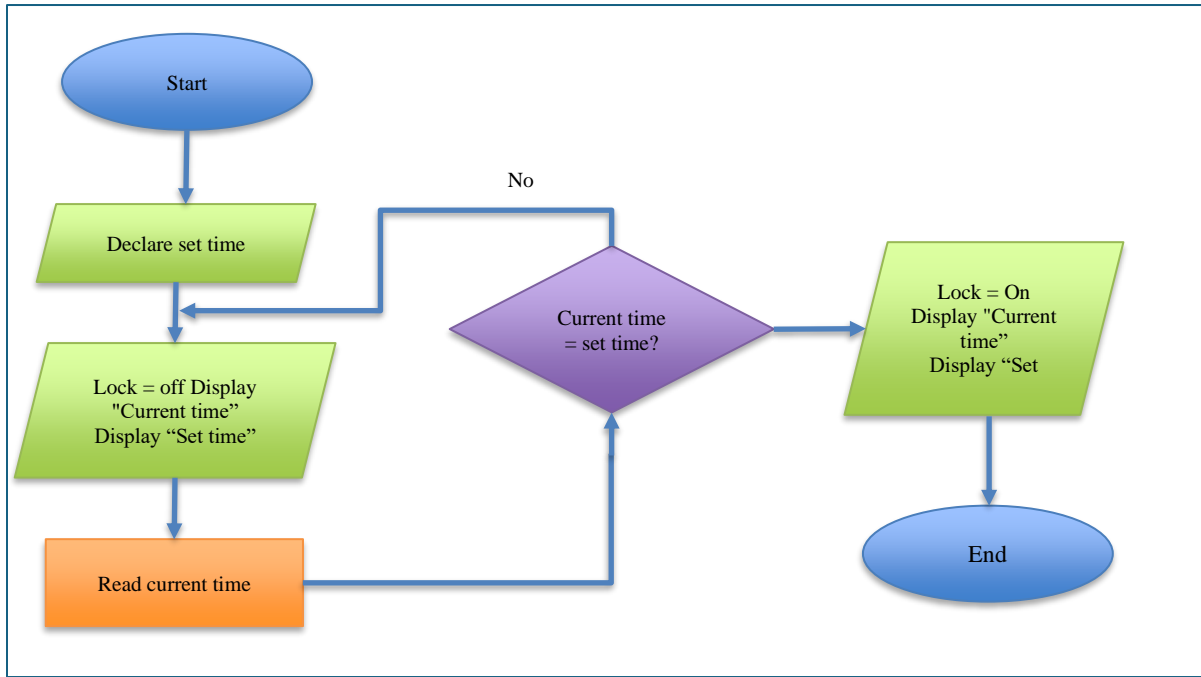 Start
Declare set time
Lock = off Display
"Current time”
Display “Set time”
Read current time
No
Current time
= set time?
Lock = On
Display "Current
time”
Display “Set
End